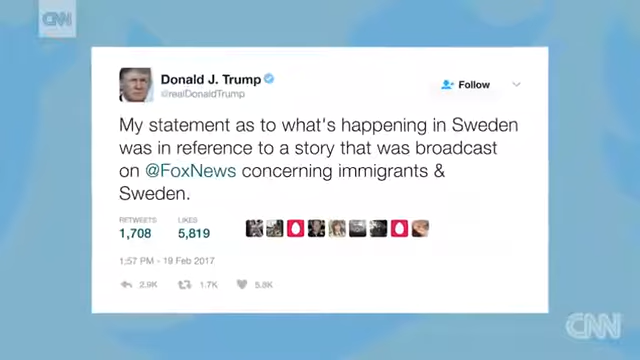 CNN
Donald J. Trump
@realDonaldTrump
Follow
My statement as to what's happening in Sweden
was in reference to a story that was broadcast
on @FoxNews concerning immigrants &
Sweden.
RETWEETS LIKES
1,708 5,819
1:57 PM - 19 Feb 2017
2.9K 1.7K 5.8K
CNN